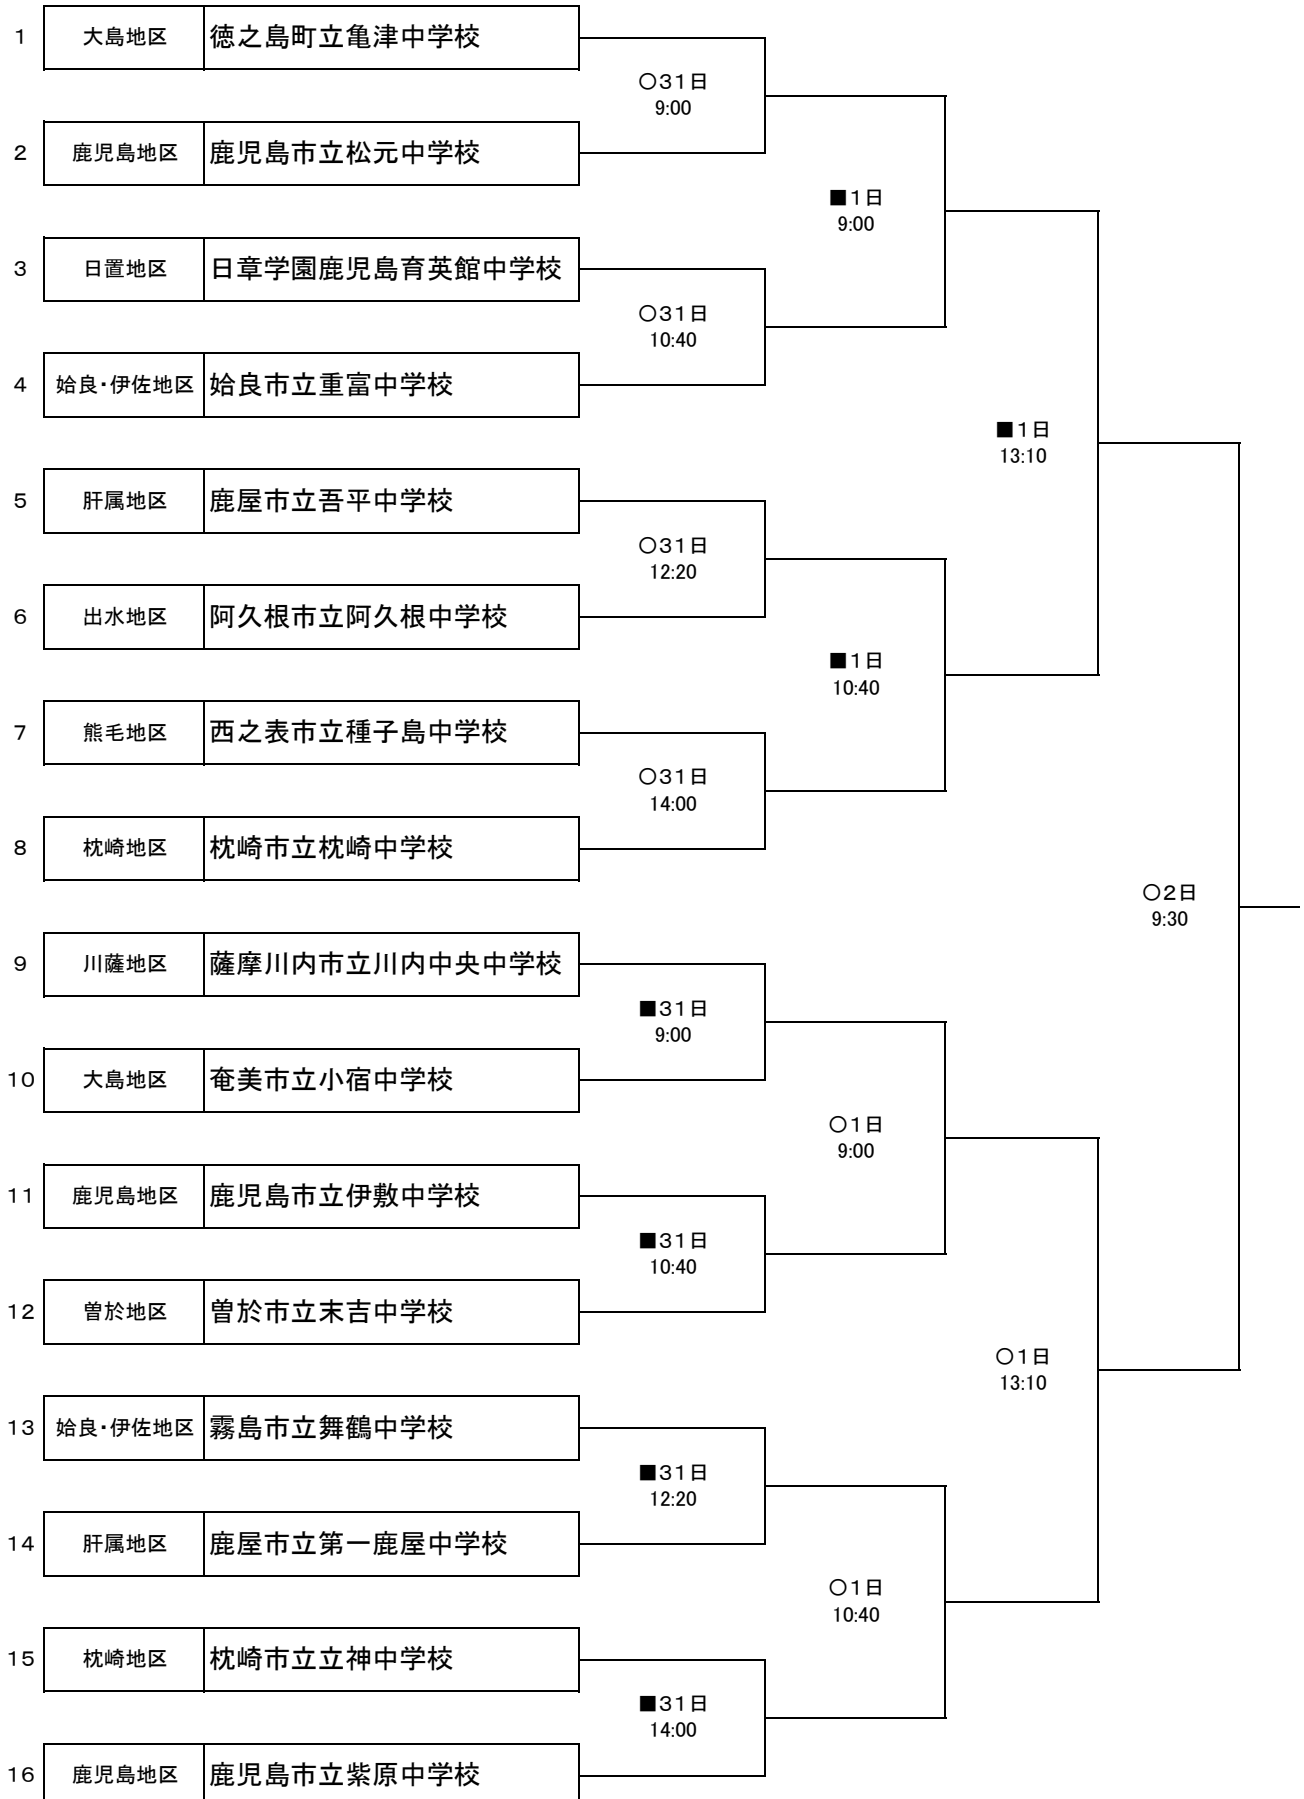 1 大島地区 徳之島町立亀津中学校
○31日
9:00
2 鹿児島地区 鹿児島市立松元中学校
■1日
9:00
3 日置地区 日章学園鹿児島育英館中学校
○31日
10:40
4 姶良・伊佐地区 姶良市立重富中学校
■1日
13:10
5 肝属地区 鹿屋市立吾平中学校
○31日
12:20
6 出水地区 阿久根市立阿久根中学校
■1日
10:40
7 熊毛地区 西之表市立種子島中学校
○31日
14:00
8 枕崎地区 枕崎市立枕崎中学校
○2日
9:30
9 川薩地区 薩摩川内市立川内中央中学校
■31日
9:00
10 大島地区 奄美市立小宿中学校
○1日
9:00
11 鹿児島地区 鹿児島市立伊敷中学校
■31日
10:40
12 曽於地区 曽於市立末吉中学校
○1日
13:10
13 姶良・伊佐地区 霧島市立舞鶴中学校
■31日
12:20
14 肝属地区 鹿屋市立第一鹿屋中学校
○1日
10:40
15 枕崎地区 枕崎市立立神中学校
■31日
14:00
16 鹿児島地区 鹿児島市立紫原中学校